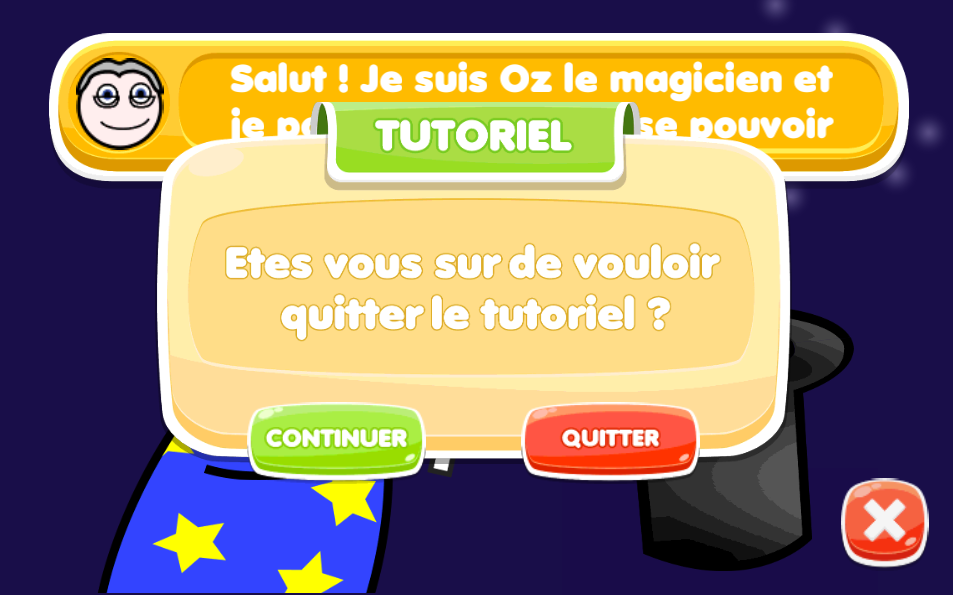 Salut ! Je suis Oz le magicien et
je se pouvoir
TUTORIEL
Etes vous sur de vouloir
quitter le tutoriel ?
CONTINUER
QUITTER